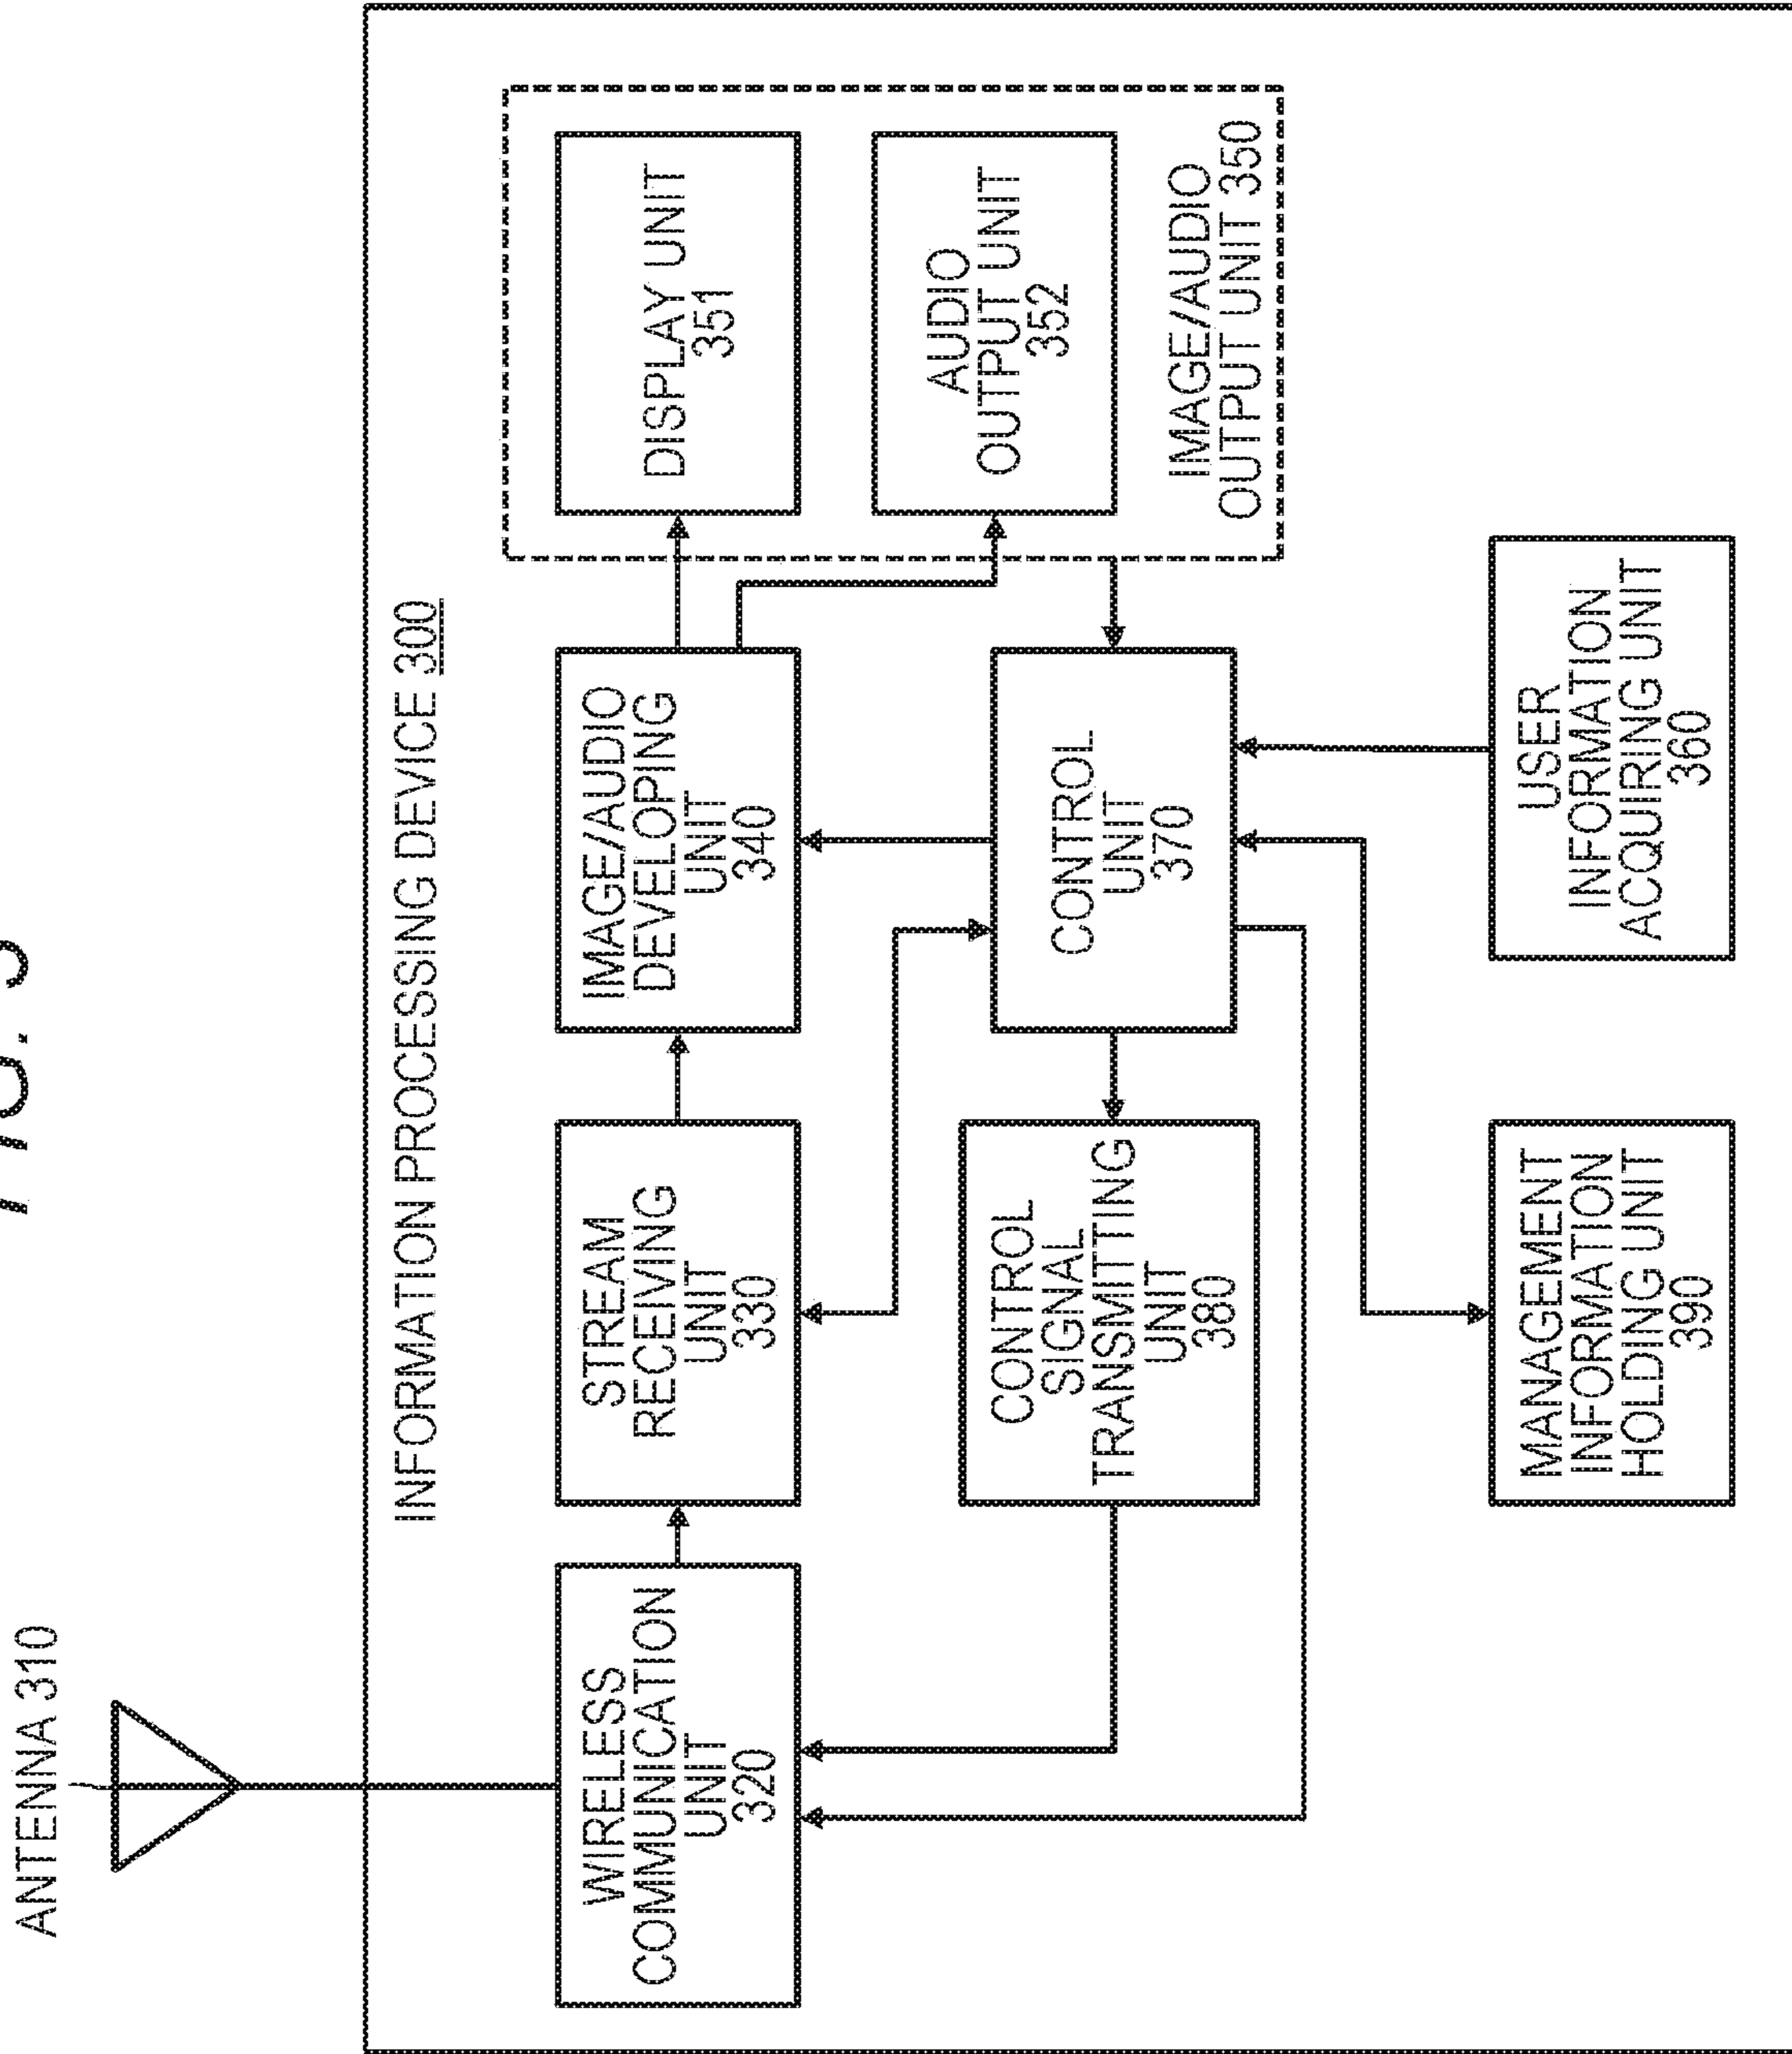 ANTENNA 310
INFORMATION PROCESSING DEVICE 300
WIRELESS
COMMUNICATION
UNIT
320
STREAM
RECEIVING
UNIT
330
IMAGE/AUDIO
DEVELOPING
UNIT
340
DISPLAY UNIT
351
AUDIO
OUTPUT UNIT
352
IMAGE/AUDIO
OUTPUT UNIT 350
CONTROL
SIGNAL
TRANSMITTING
UNIT
380
CONTROL
UNIT
370
MANAGEMENT
INFORMATION
HOLDING UNIT
390
USER
INFORMATION
ACQUIRING UNIT
360